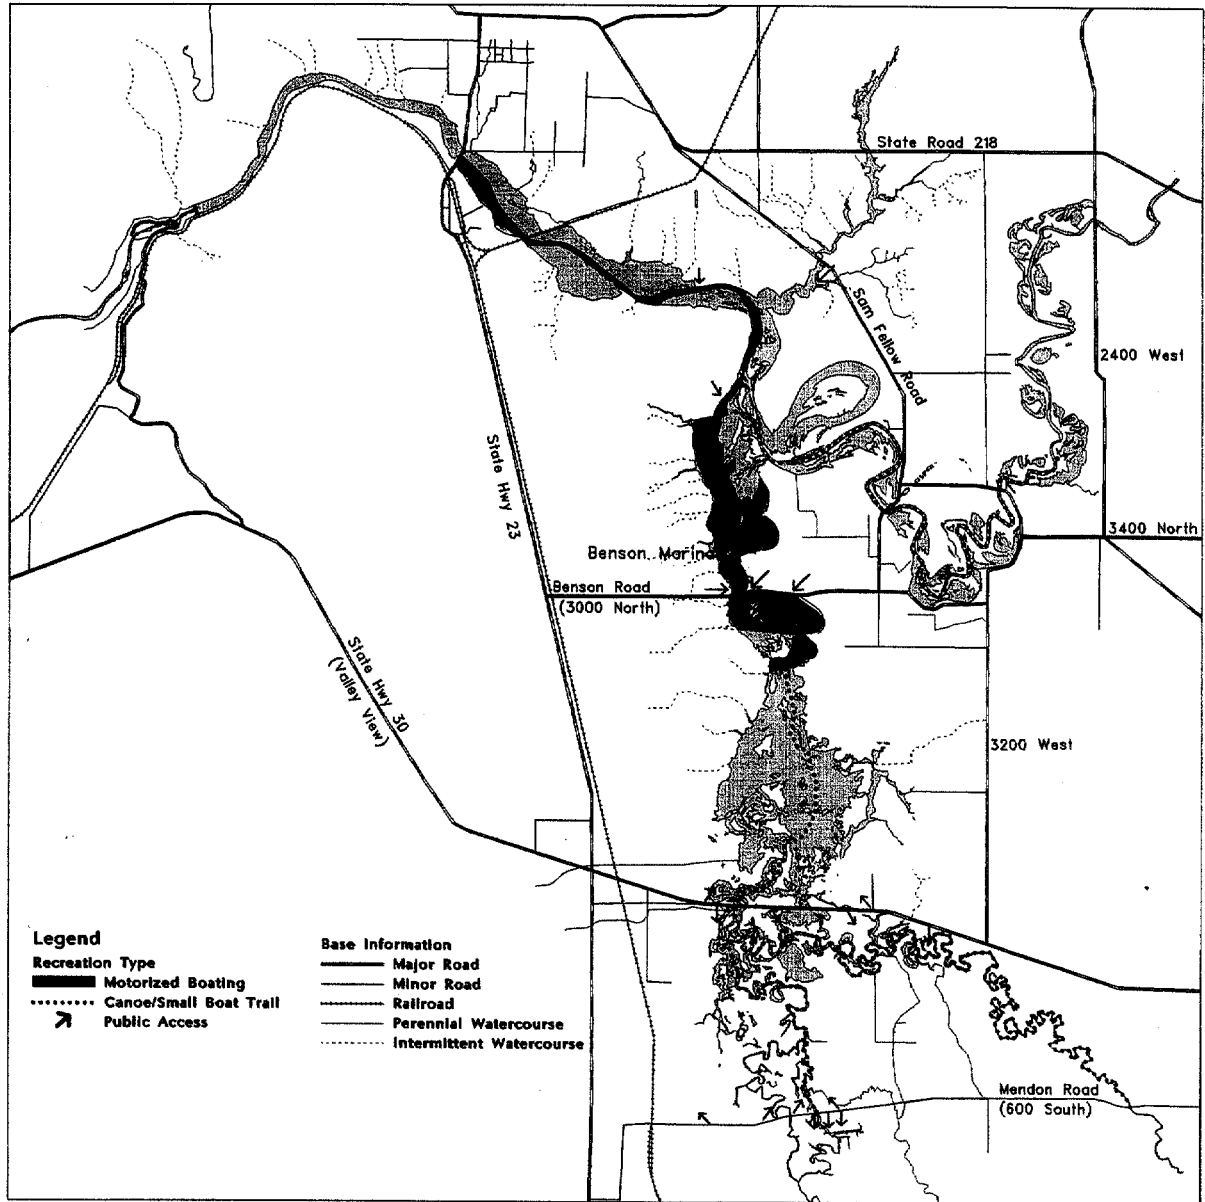 State Road 218
Sam Fellow Road
2400 West
State Hwy 23
3400 North
Benson Marina
Benson Road
(3000 North)
State Hwy 30
(Valley View)
3200 West
Legend
Recreation Type
Motorized Boating
Canoe/Small Boat Trail
Public Access
Base Information
Major Road
Minor Road
Railroad
Perennial Watercourse
Intermittent Watercourse
Mendon Road
(600 South)